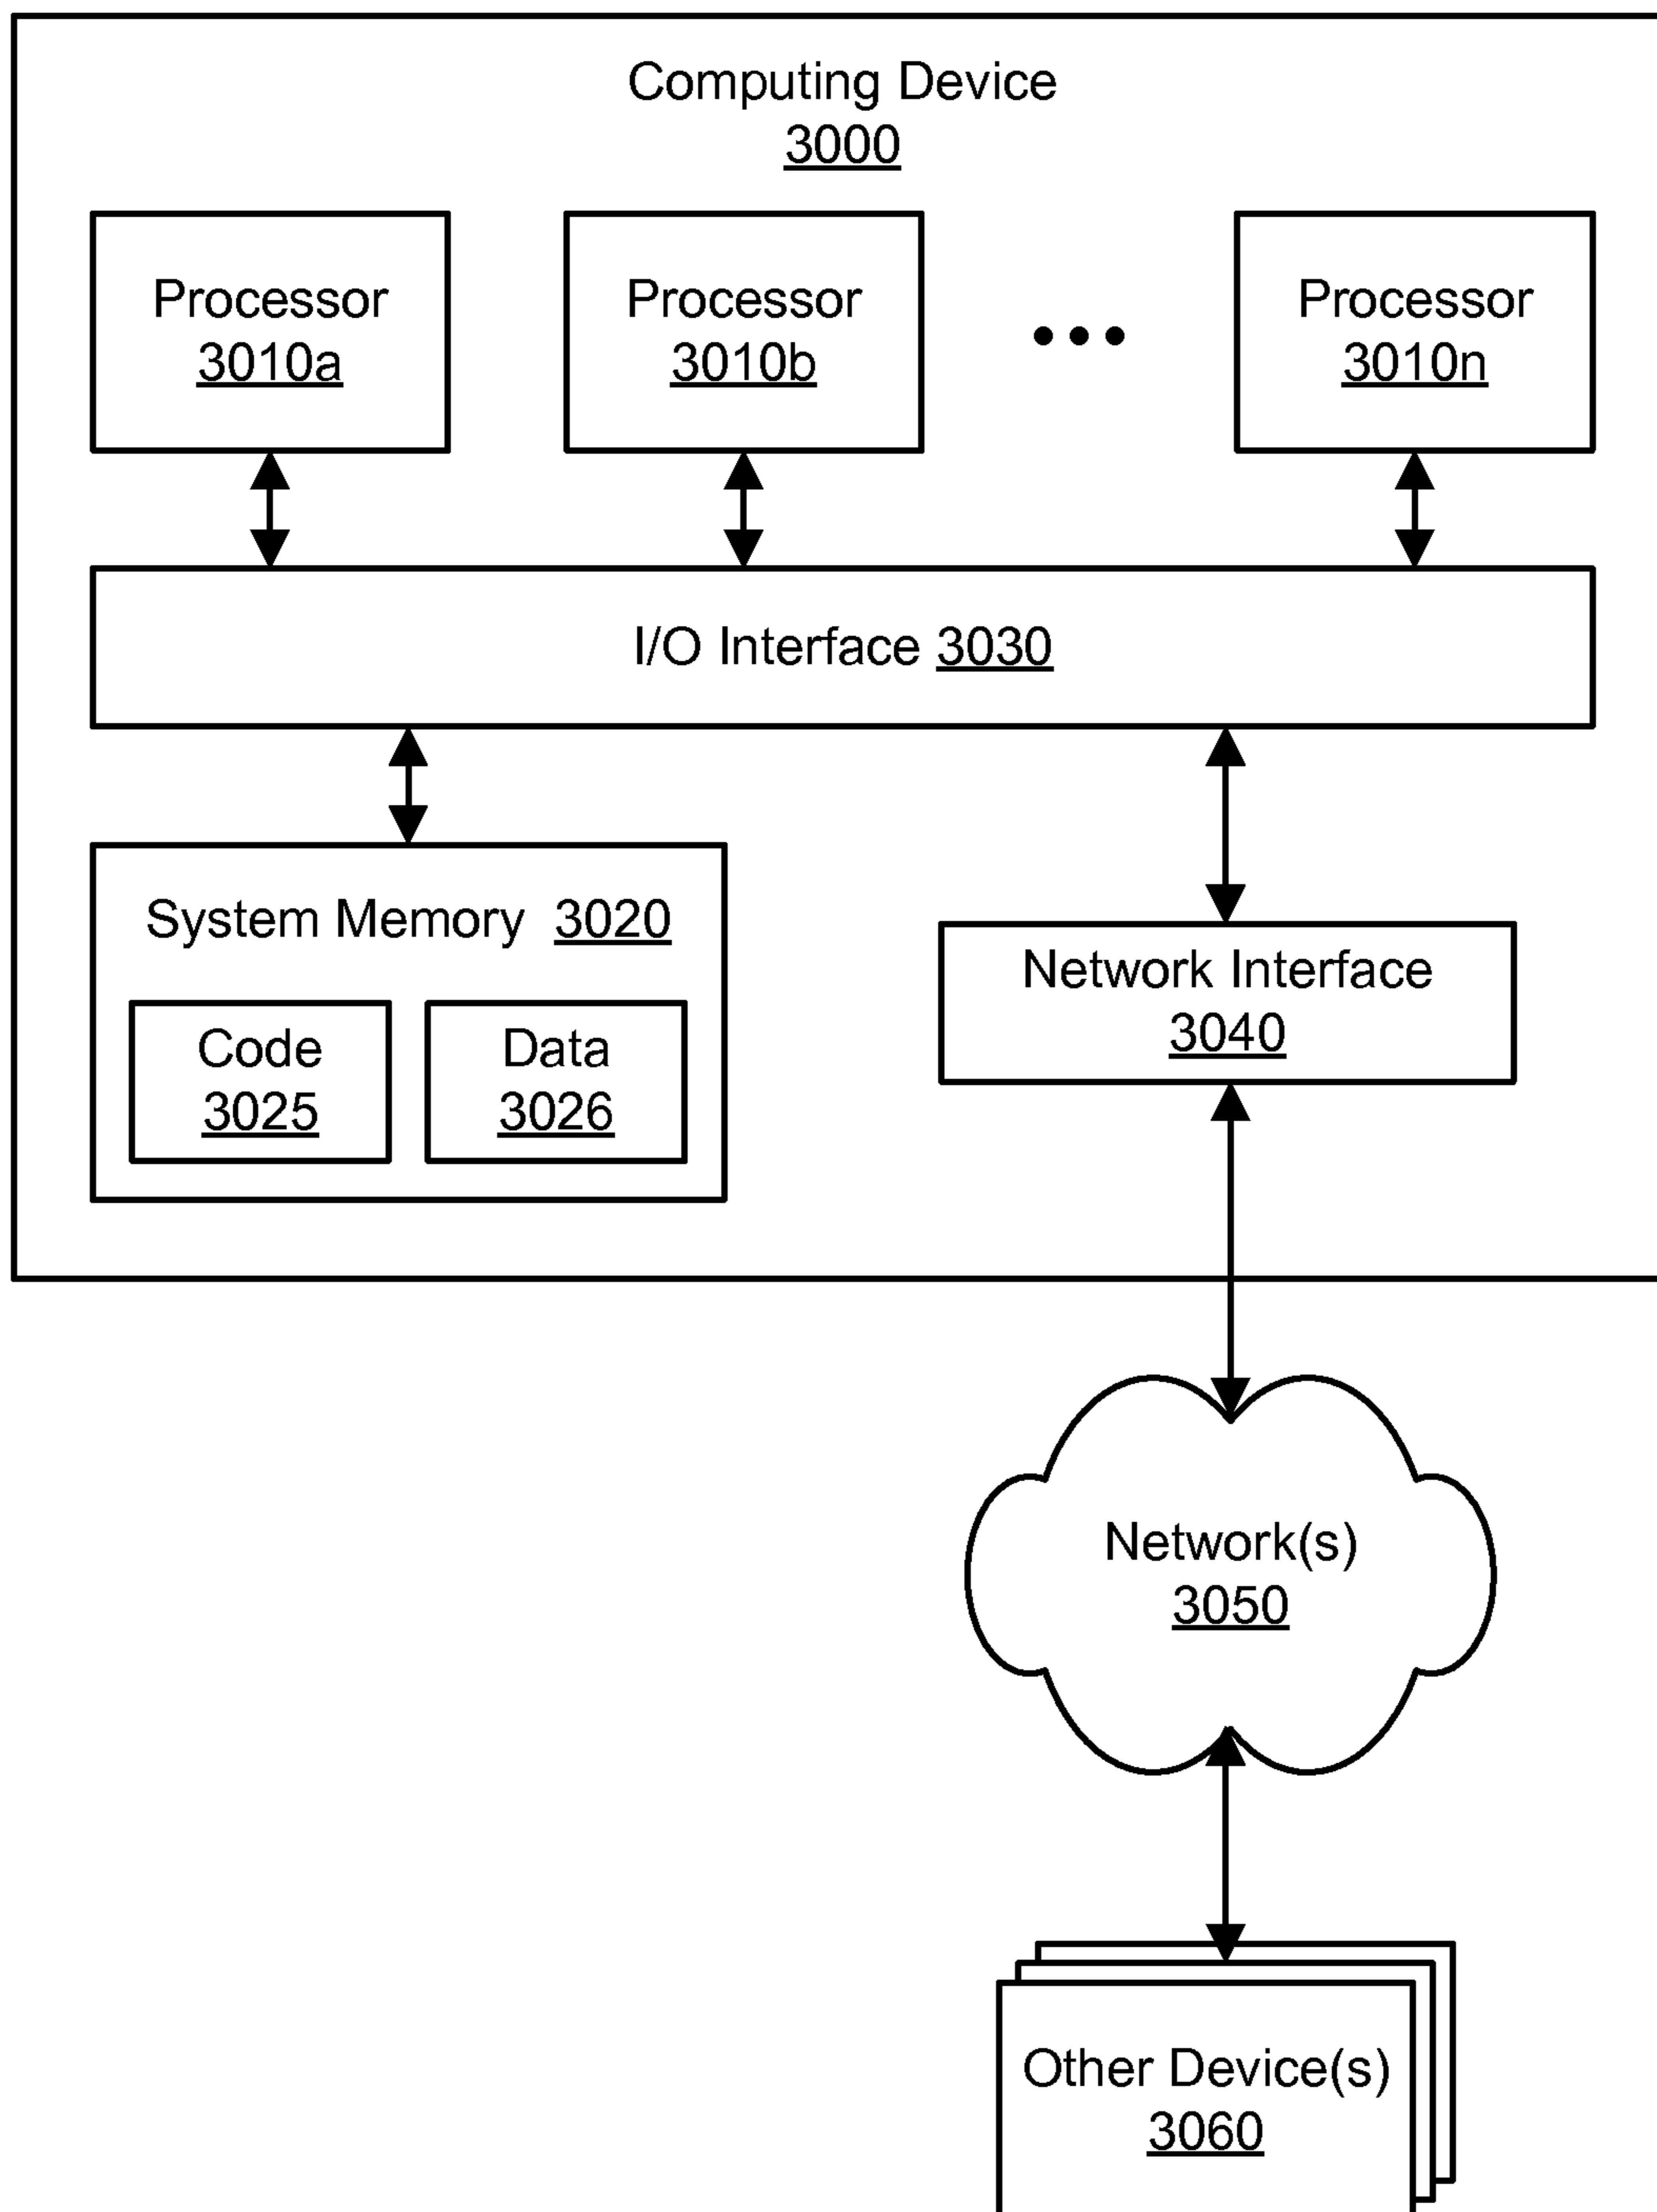 Computing Device
3000
Processor
3010a
Processor
3010b
Processor
3010n
I/O Interface 3030
System Memory 3020
Code
3025
Data
3026
Network Interface
3040
Network(s)
3050
Other Device(s)
3060